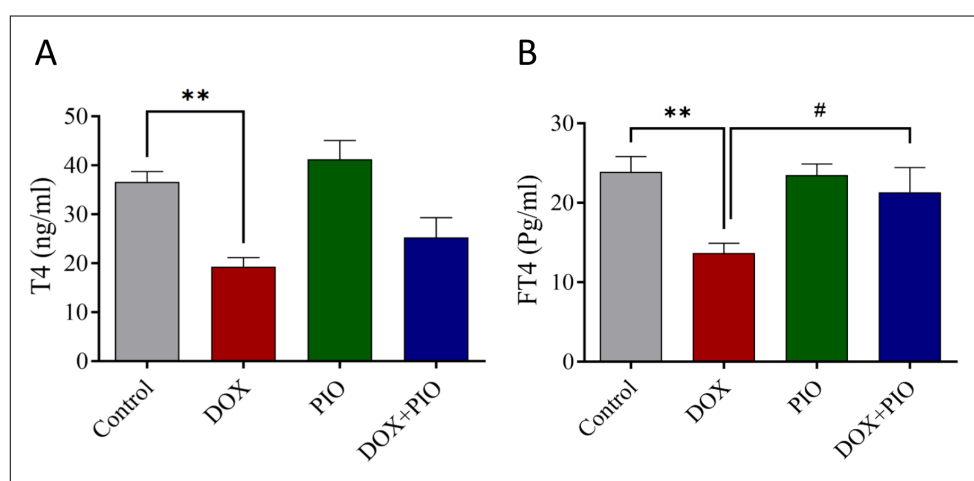 A
**
T4 (ng/ml)
50
40
30
20
10
0
Control
DOX
PIO
DOX+PIO
B
**
#
FT4 (Pg/ml)
30
20
10
0
Control
DOX
PIO
DOX+PIO